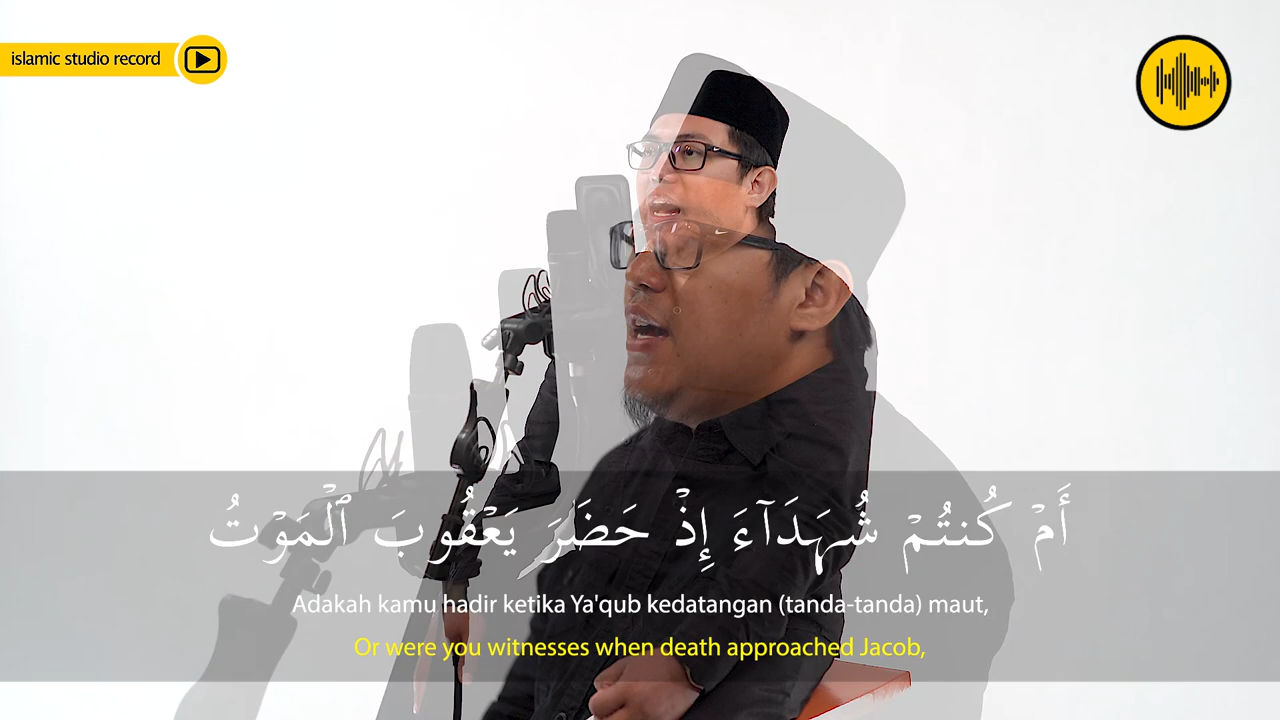 islamic studio record
أَمْ كُنتُمْ شُهَدَآءَ إِذْ حَضَرَ يَعْقُوبَ ٱلْمَوْتُ
Adakah kamu hadir ketika Ya'qub kedatangan (tanda-tanda) maut,
Or were you witnesses when death approached Jacob,